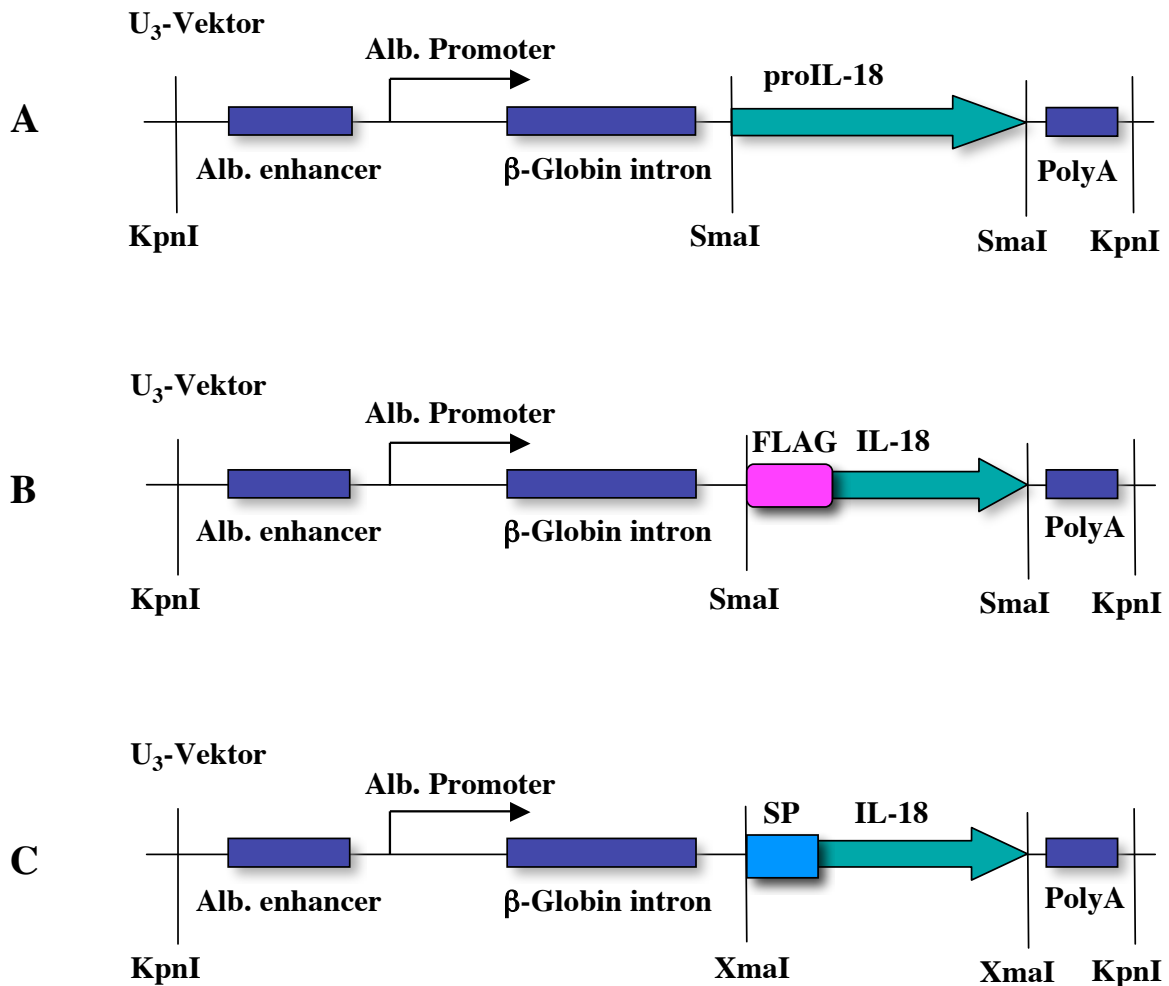 U₃-Vektor
Alb. Promoter
proIL-18
A
Alb. enhancer
β-Globin intron
PolyA
KpnI
SmaI
SmaI
KpnI
U₃-Vektor
Alb. Promoter
FLAG
IL-18
B
Alb. enhancer
β-Globin intron
PolyA
KpnI
SmaI
SmaI
KpnI
U₃-Vektor
Alb. Promoter
SP
IL-18
C
Alb. enhancer
β-Globin intron
PolyA
KpnI
XmaI
XmaI
KpnI